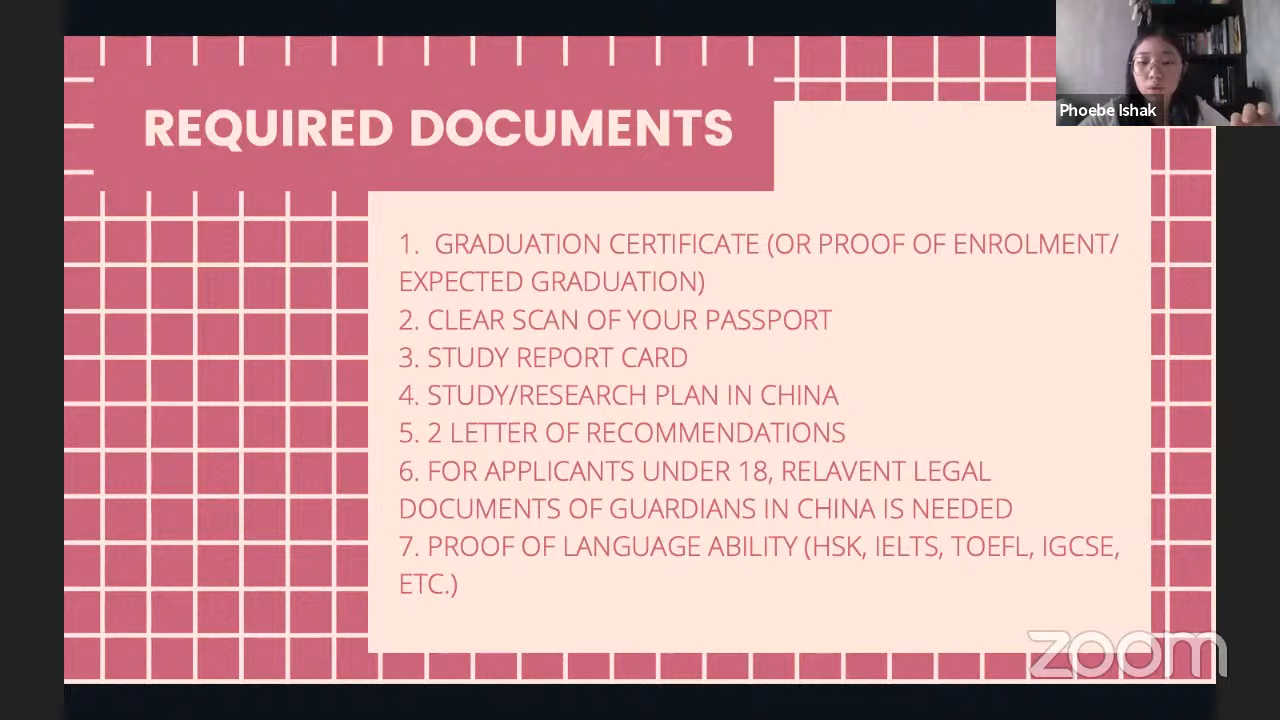 Phoebe Ishak
REQUIRED DOCUMENTS
1. GRADUATION CERTIFICATE (OR PROOF OF ENROLMENT/
EXPECTED GRADUATION)
2. CLEAR SCAN OF YOUR PASSPORT
3. STUDY REPORT CARD
4. STUDY/RESEARCH PLAN IN CHINA
5. 2 LETTER OF RECOMMENDATIONS
6. FOR APPLICANTS UNDER 18, RELAVENT LEGAL
DOCUMENTS OF GUARDIANS IN CHINA IS NEEDED
7. PROOF OF LANGUAGE ABILITY (HSK, IELTS, TOEFL, IGCSE,
ETC.)
zoom